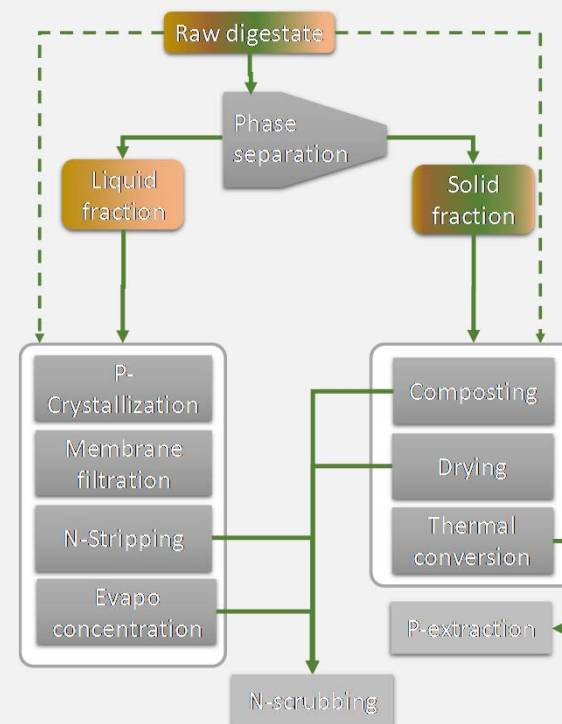 Raw digestate
Phase
separation
Liquid
fraction
Solid
fraction
P-
Crystallization
Membrane
filtration
N-Stripping
Evapo
concentration
Composting
Drying
Thermal
conversion
P-extraction
N-scrubbing